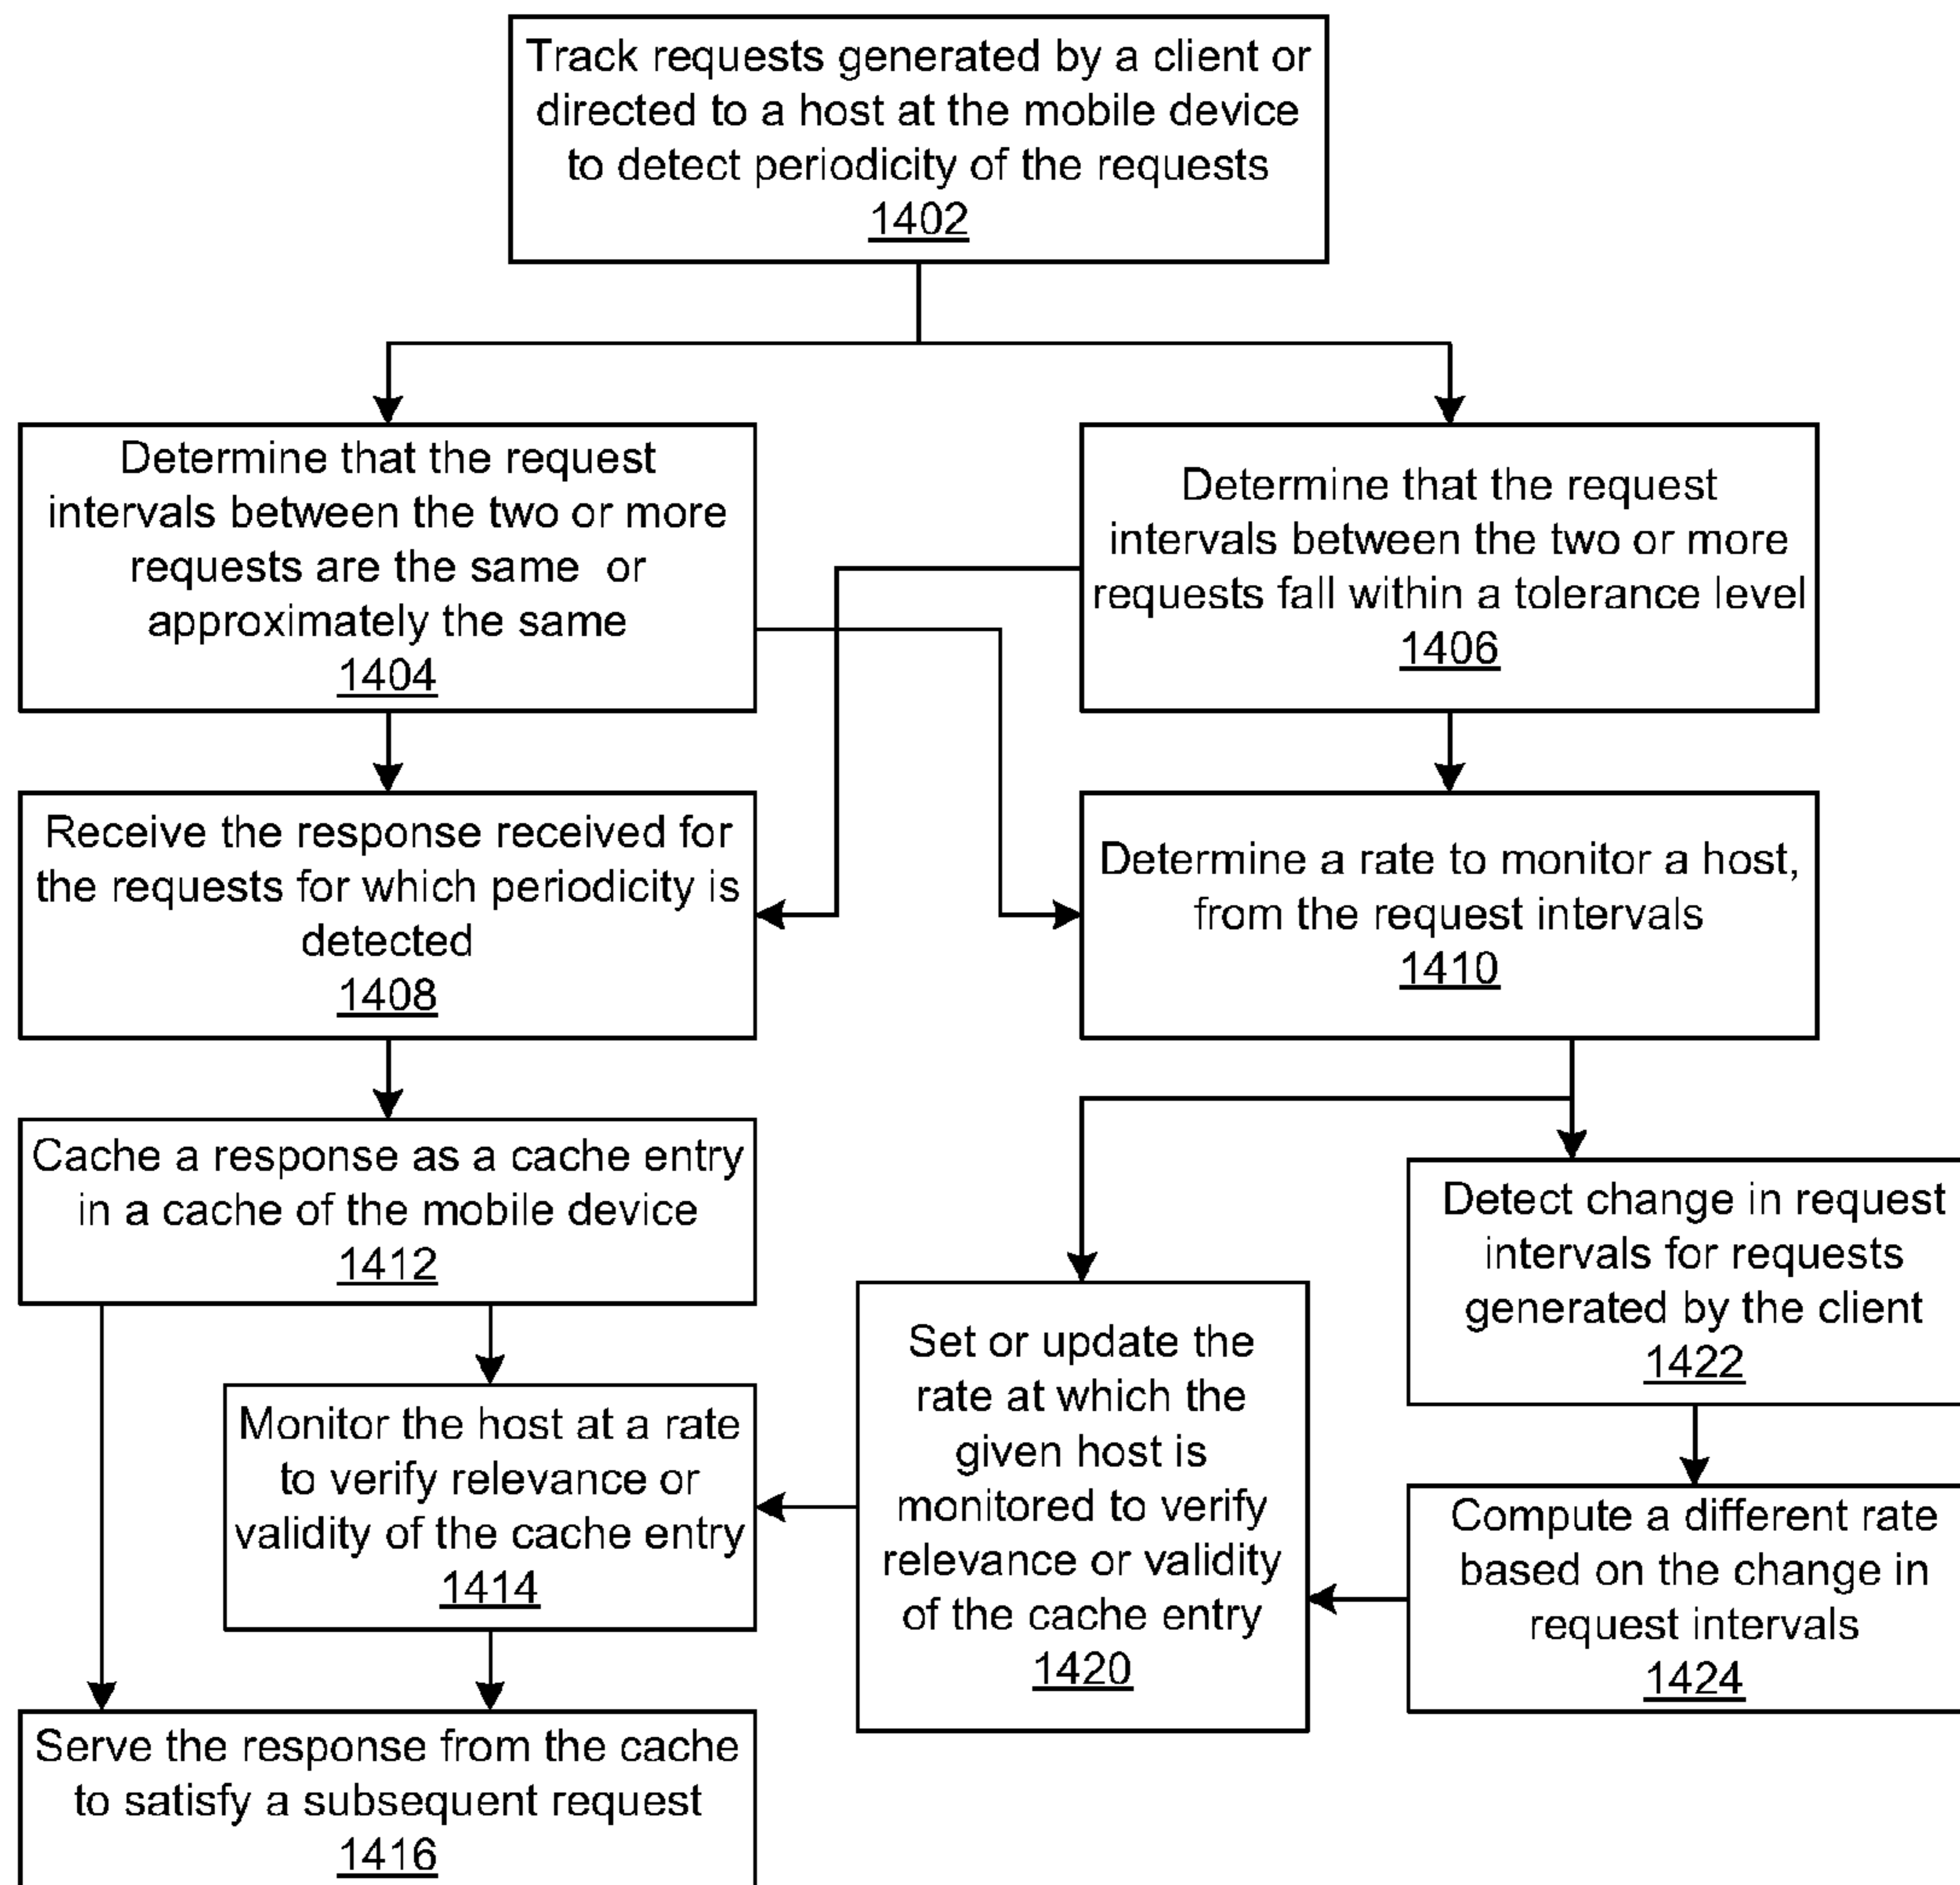 Track requests generated by a client or
directed to a host at the mobile device
to detect periodicity of the requests
1402
Determine that the request
intervals between the two or more
requests are the same or
approximately the same
1404
Determine that the request
intervals between the two or more
requests fall within a tolerance level
1406
Receive the response received for
the requests for which periodicity is
detected
1408
Determine a rate to monitor a host,
from the request intervals
1410
Cache a response as a cache entry
in a cache of the mobile device
1412
Detect change in request
intervals for requests
generated by the client
1422
Set or update the
rate at which the
given host is
monitored to verify
relevance or validity
of the cache entry
1420
Monitor the host at a rate
to verify relevance or
validity of the cache entry
1414
Compute a different rate
based on the change in
request intervals
1424
Serve the response from the cache
to satisfy a subsequent request
1416